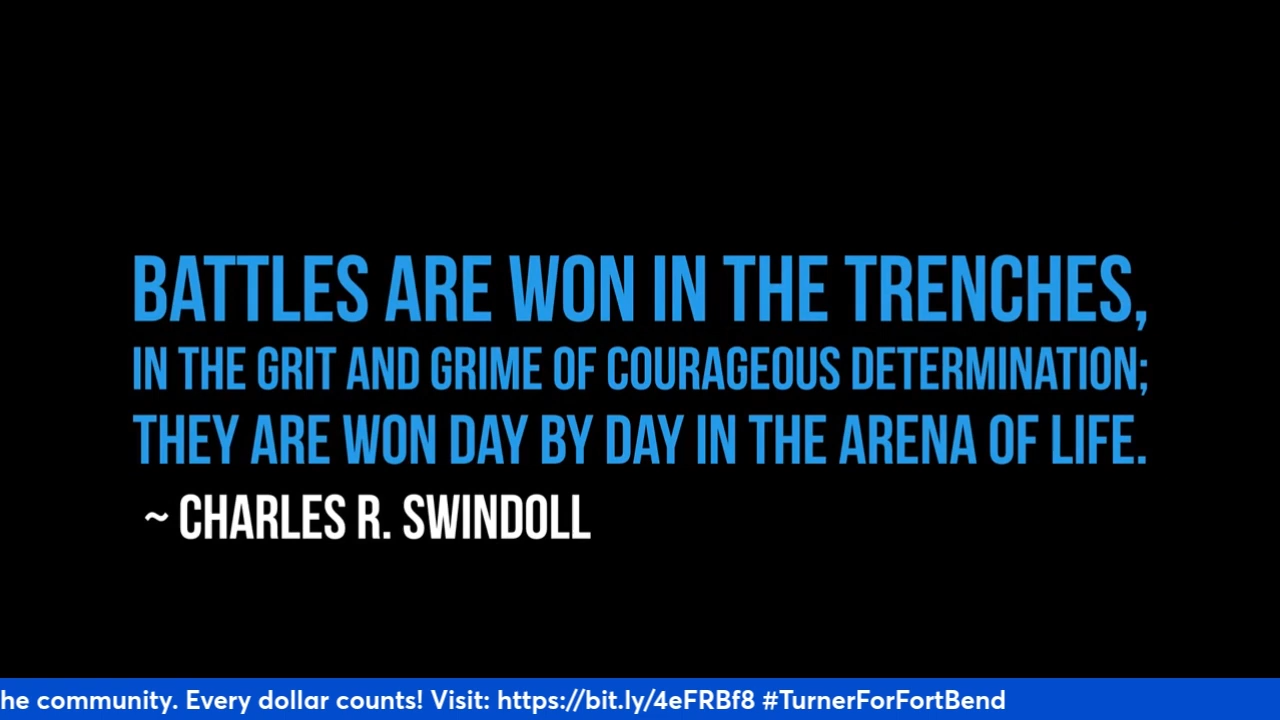 BATTLES ARE WON IN THE TRENCHES,
IN THE GRIT AND GRIME OF COURAGEOUS DETERMINATION;
THEY ARE WON DAY BY DAY IN THE ARENA OF LIFE.
~ CHARLES R. SWINDOLL
he community. Every dollar counts! Visit: https://bit.ly/4eFRBf8 #TurnerForFortBend